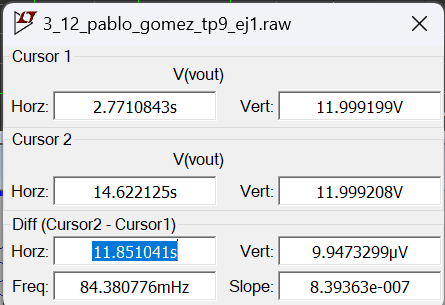 3_12_pablo_gomez_tp9_ej1.raw
Cursor 1
V(vout)
Horz: 2.7710843s Vert: 11.999199V
Cursor 2
V(vout)
Horz: 14.622125s Vert: 11.999208V
Diff (Cursor2 - Cursor1)
Horz: 11.851041s Vert: 9.9473299µV
Freq: 84.380776mHz Slope: 8.39363e-007